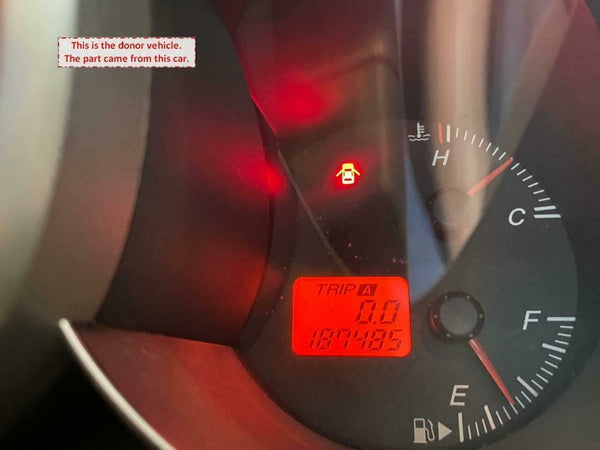 This is the donor vehicle.
The part came from this car.
H
C
TRIP A
0.0
187485
F
E